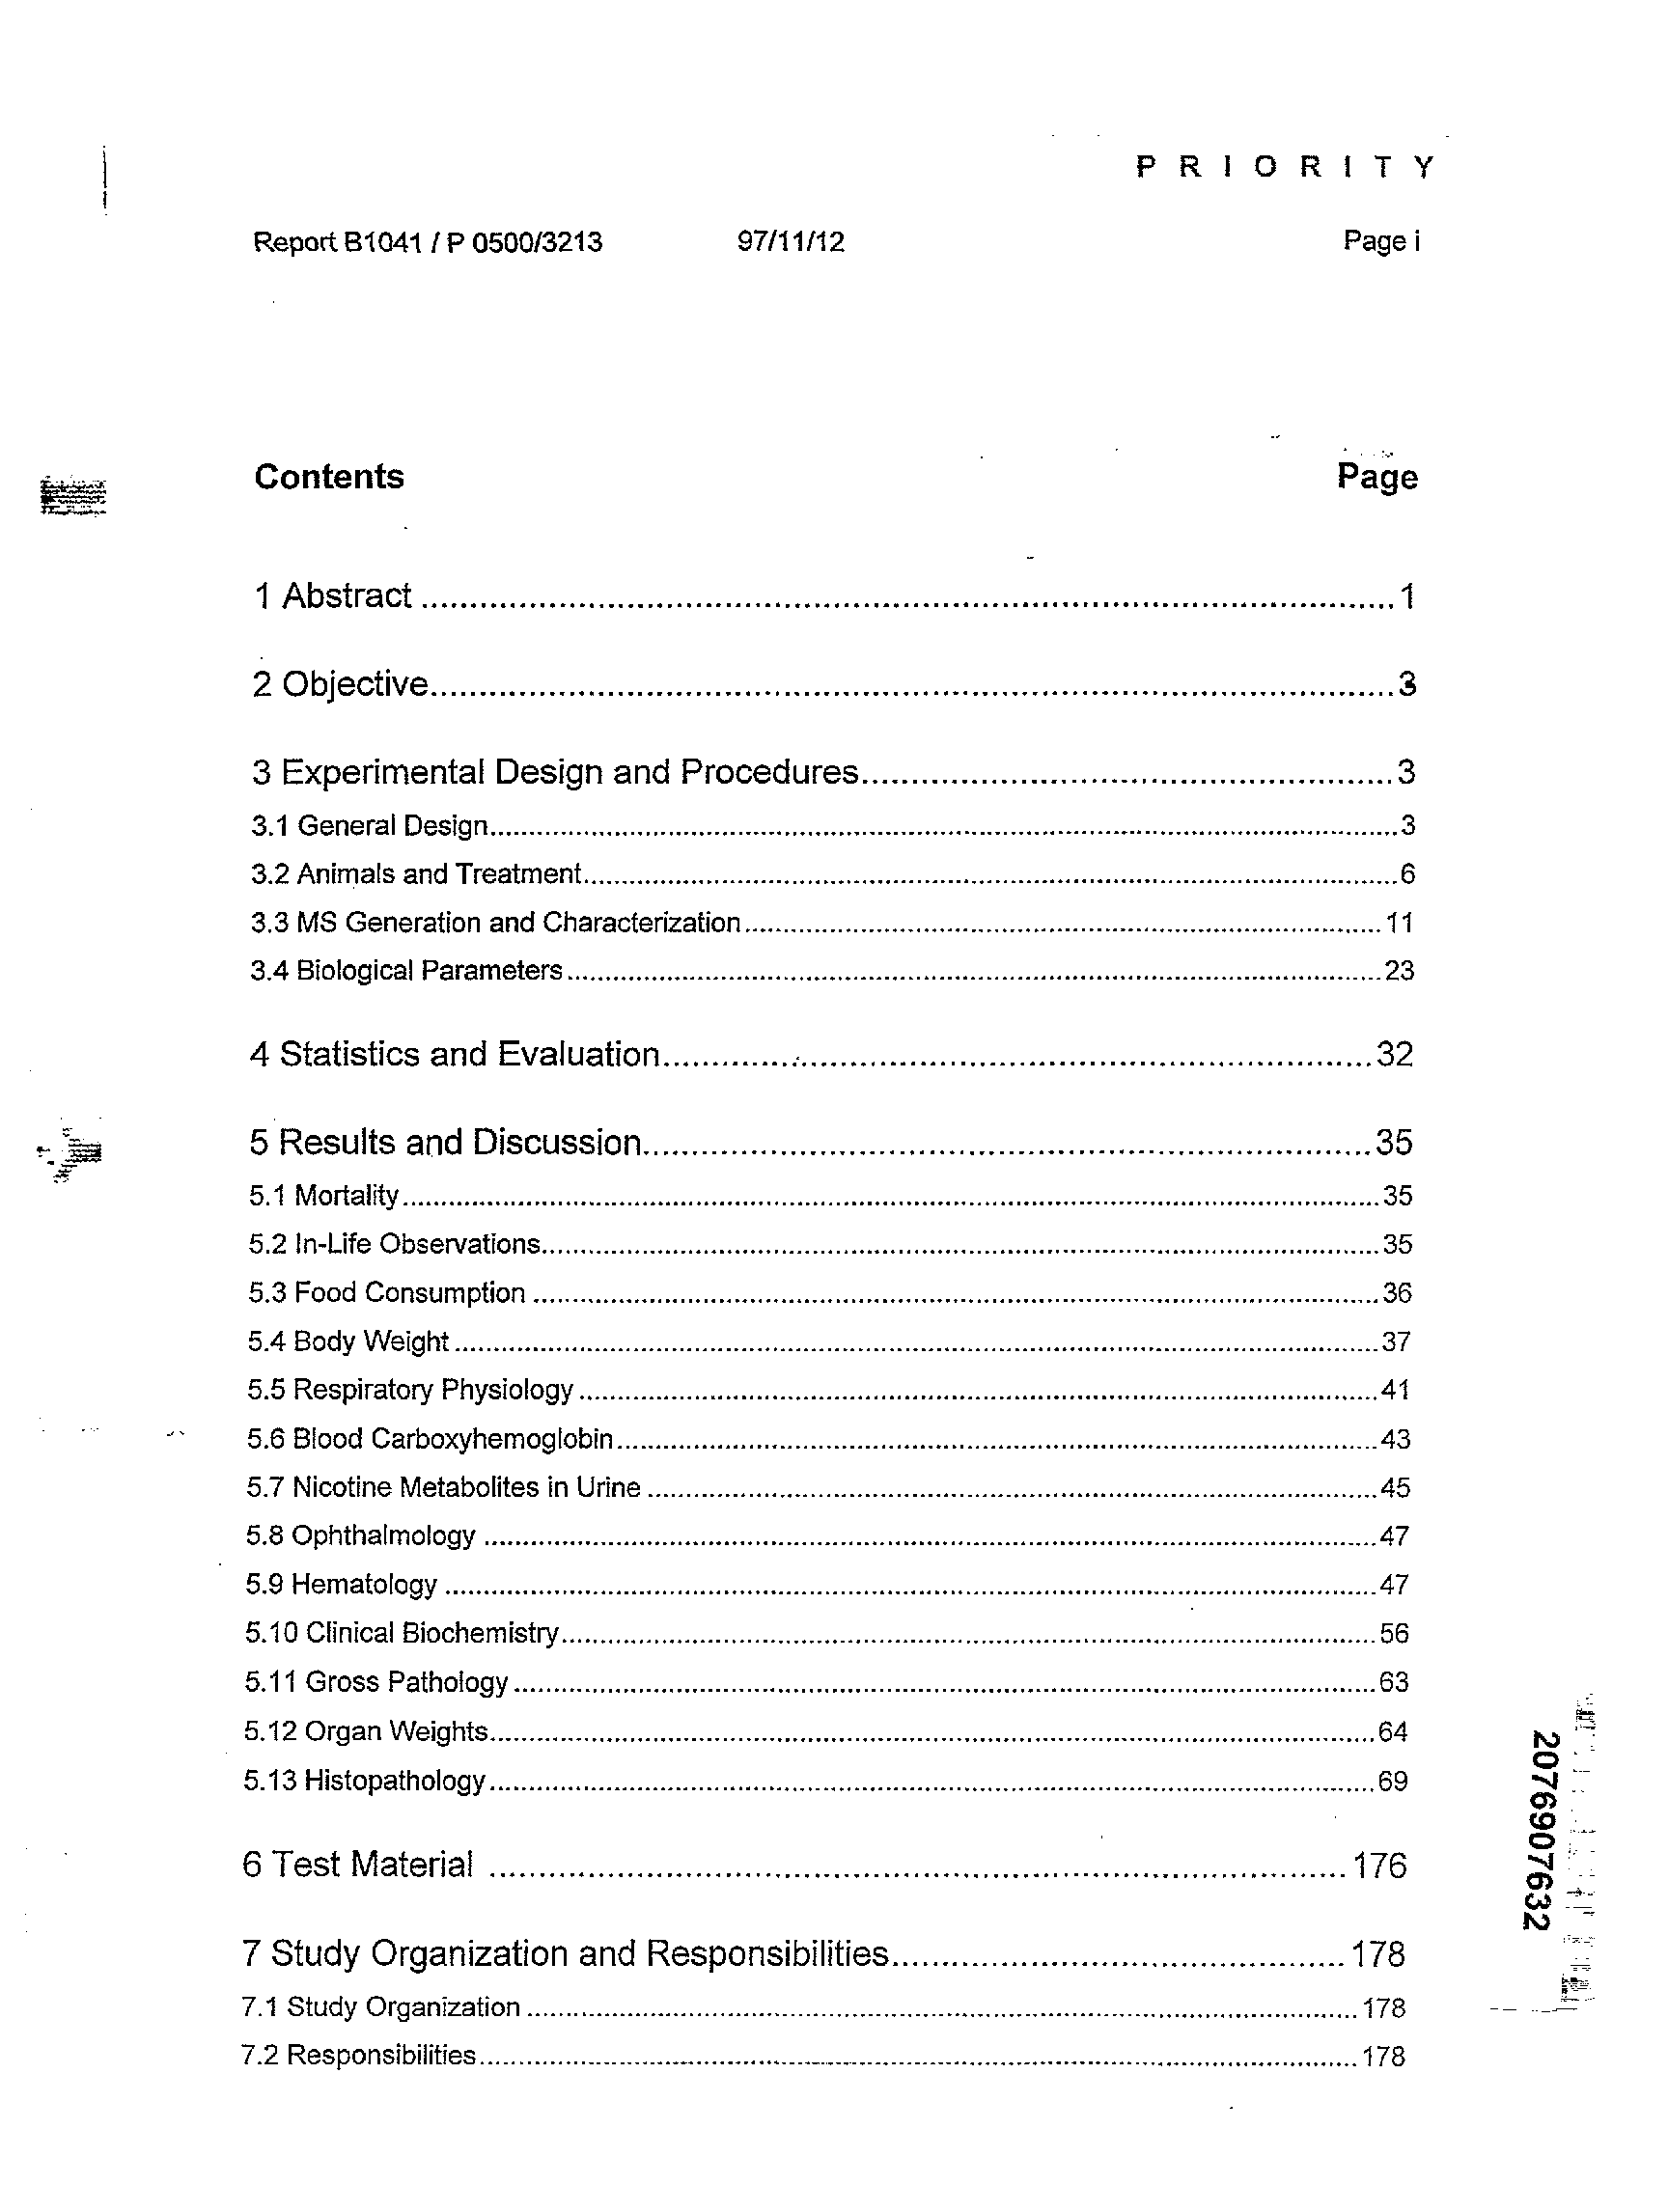 P R I O R I T Y
Report B1041 / P 0500/3213 97/11/12 Page i
Contents Page
1 Abstract ........ 1
2 Objective ........ 3
3 Experimental Design and Procedures ........ 3
3.1 General Design ........ 3
3.2 Animals and Treatment ........ 6
3.3 MS Generation and Characterization ........ 11
3.4 Biological Parameters ........ 23
4 Statistics and Evaluation ........ 32
5 Results and Discussion ........ 35
5.1 Mortality ........ 35
5.2 In-Life Observations ........ 35
5.3 Food Consumption ........ 36
5.4 Body Weight ........ 37
5.5 Respiratory Physiology ........ 41
5.6 Blood Carboxyhemoglobin ........ 43
5.7 Nicotine Metabolites in Urine ........ 45
5.8 Ophthalmology ........ 47
5.9 Hematology ........ 47
5.10 Clinical Biochemistry ........ 56
5.11 Gross Pathology ........ 63
5.12 Organ Weights ........ 64
5.13 Histopathology ........ 69
6 Test Material ........ 176
7 Study Organization and Responsibilities ........ 178
7.1 Study Organization ........ 178
7.2 Responsibilities ........ 178
2076907632